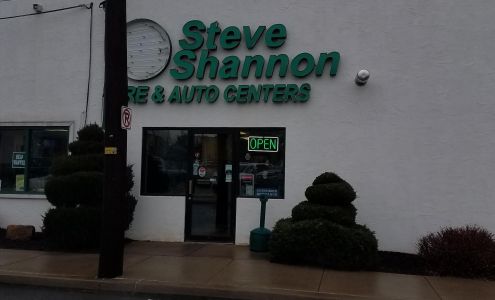 Steve
Shannon
RE & AUTO CENTERS
OPEN